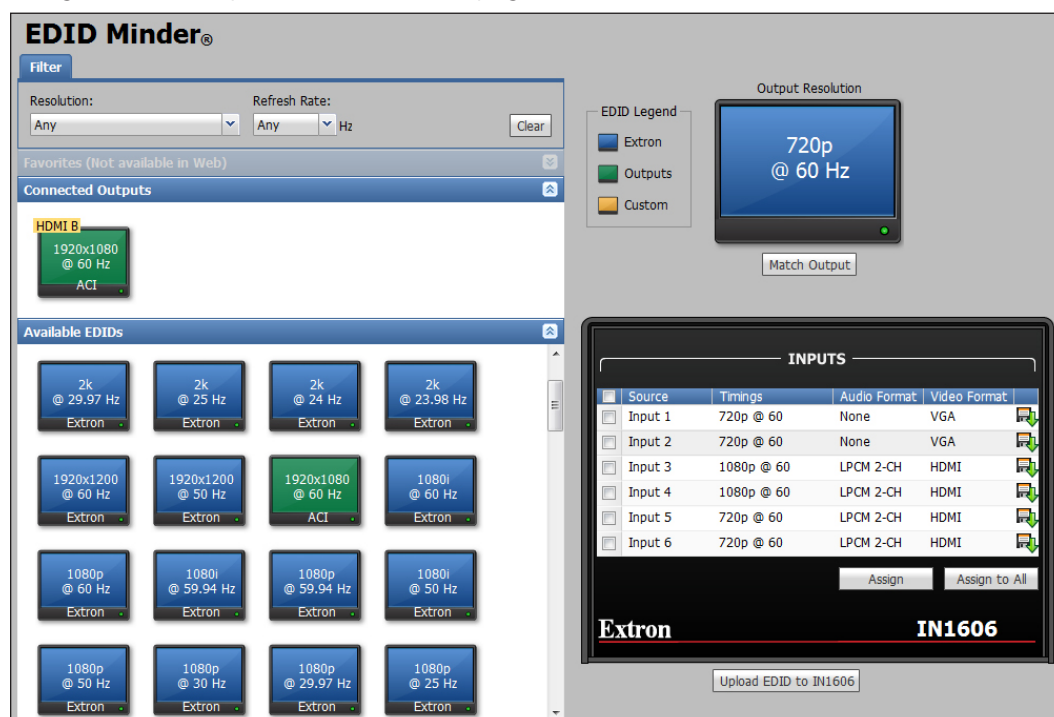 EDID Minder®
Filter
Resolution: Refresh Rate:
Any Any Hz Clear
Favorites (Not available in Web)
Connected Outputs
HDMI B
1920x1080
@ 60 Hz
ACI
Available EDIDs
2k 2k 2k 2k
@ 29.97 Hz @ 25 Hz @ 24 Hz @ 23.98 Hz
Extron Extron Extron Extron
1920x1200 1920x1200 1920x1080 1080i
@ 60 Hz @ 50 Hz @ 60 Hz @ 60 Hz
Extron Extron ACI Extron
1080p 1080i 1080p 1080i
@ 60 Hz @ 59.94 Hz @ 59.94 Hz @ 50 Hz
Extron Extron Extron Extron
1080p 1080p 1080p 1080p
@ 50 Hz @ 30 Hz @ 29.97 Hz @ 25 Hz
Extron Extron Extron Extron
EDID Legend
Extron
Outputs
Custom
Output Resolution
720p
@ 60 Hz
Match Output
INPUTS
Source Timings Audio Format Video Format
Input 1 720p @ 60 None VGA
Input 2 720p @ 60 None VGA
Input 3 1080p @ 60 LPCM 2-CH HDMI
Input 4 1080p @ 60 LPCM 2-CH HDMI
Input 5 720p @ 60 LPCM 2-CH HDMI
Input 6 720p @ 60 LPCM 2-CH HDMI
Assign Assign to All
Extron IN1606
Upload EDID to IN1606